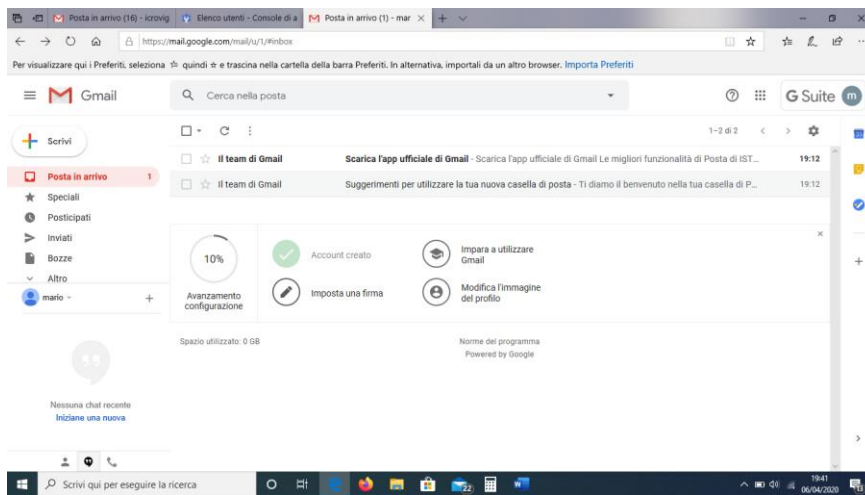 Posta in arrivo (16) - icrovig
Elenco utenti - Console di a
Posta in arrivo (1) - mar
https://mail.google.com/mail/u/1/#inbox
Per visualizzare qui i Preferiti, seleziona quindi e trascina nella cartella della barra Preferiti. In alternativa, importali da un altro browser. Importa Preferiti
Gmail
Cerca nella posta
G Suite
m
Scrivi
1-2 di 2
Il team di Gmail Scarica l'app ufficiale di Gmail - Scarica l'app ufficiale di Gmail Le migliori funzionalità di Posta di IST... 19:12
Posta in arrivo 1
Il team di Gmail Suggerimenti per utilizzare la tua nuova casella di posta - Ti diamo il benvenuto nella tua casella di P... 19:12
Speciali
Posticipati
Inviati
Bozze
Altro
mario
10%
Avanzamento
configurazione
Account creato
Imposta una firma
Impara a utilizzare
Gmail
Modifica l'immagine
del profilo
Spazio utilizzato: 0 GB
Norme del programma
Powered by Google
Nessuna chat recente
Iniziane una nuova
Scrivi qui per eseguire la ricerca
22
19:41
06/04/2020